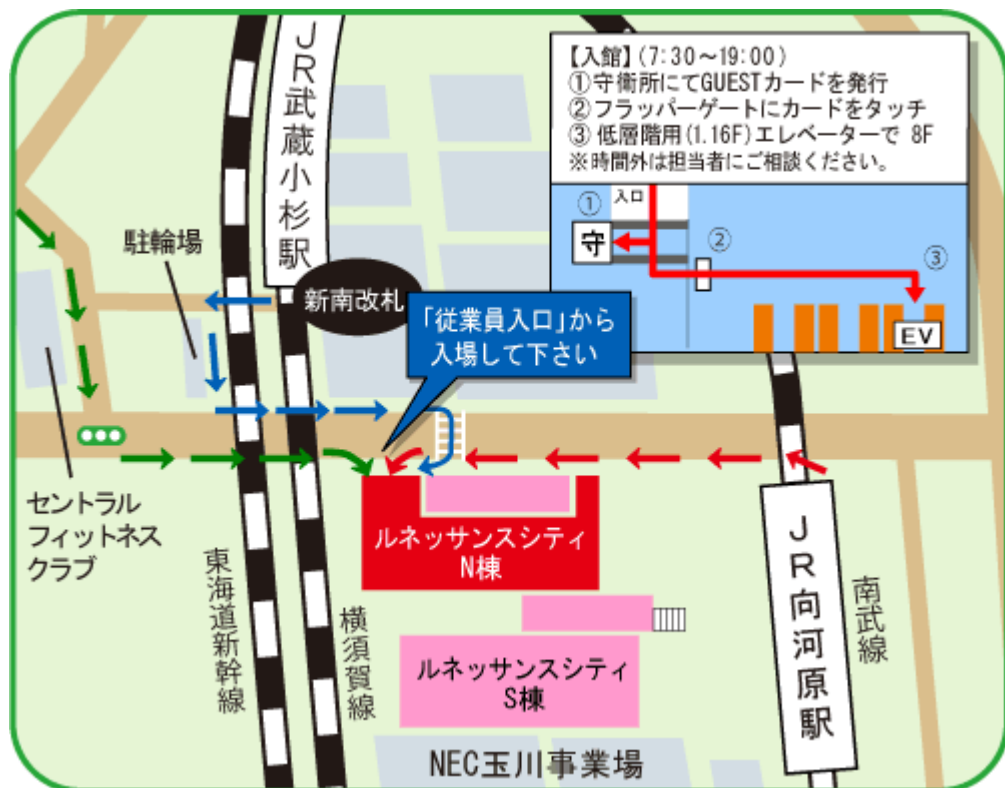 JR武蔵小杉駅
【入館】(7:30～19:00)
①守衛所にてGUESTカードを発行
②フラッパーゲートにカードをタッチ
③ 低層階用(1.16F)エレベーターで 8F
※時間外は担当者にご相談ください。
① 入口
守
②
③
EV
駐輪場
新南改札
「従業員入口」から
入場して下さい
セントラル
フィットネス
クラブ
ルネッサンスシティ
N棟
東海道新幹線
横須賀線
ルネッサンスシティ
S棟
JR向河原駅
南武線
NEC玉川事業場